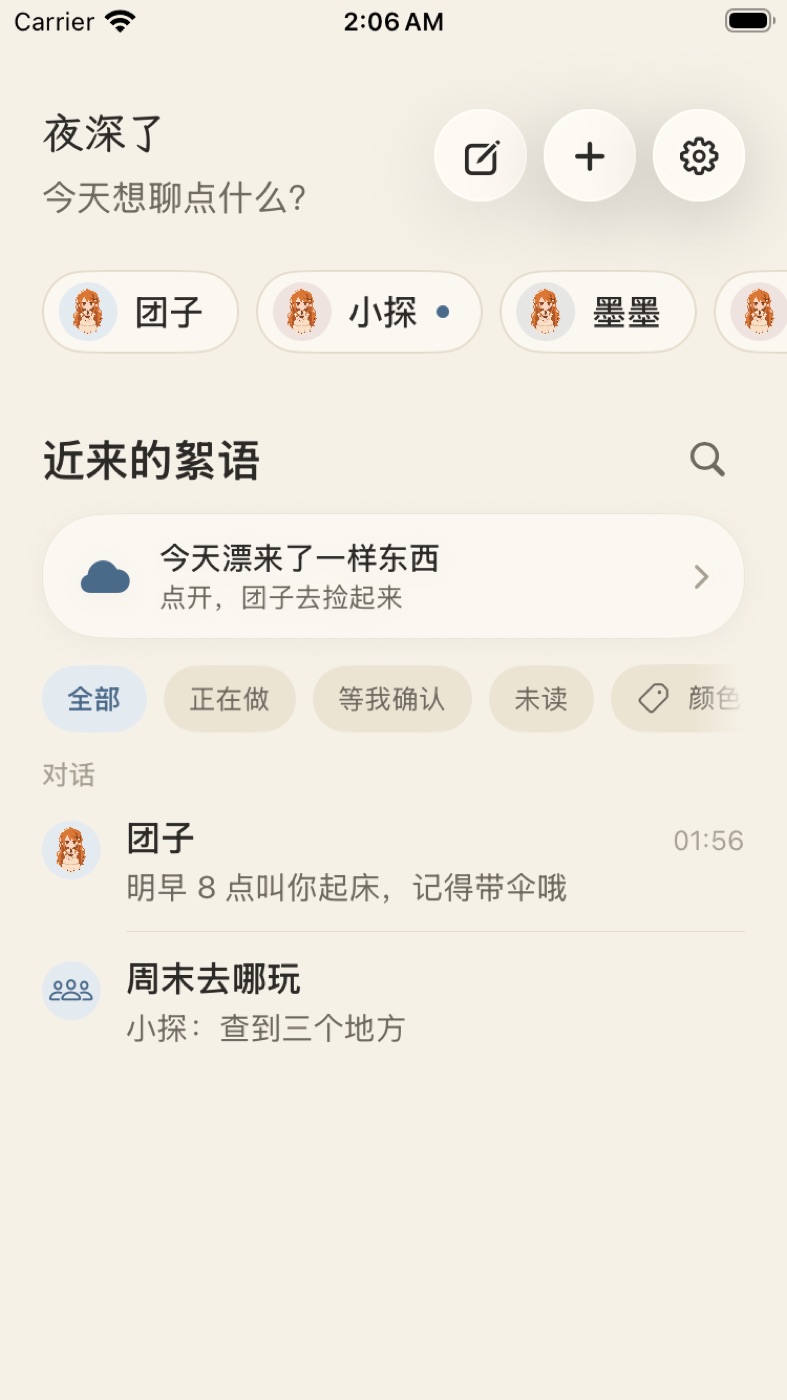 Carrier 2:06 AM
夜深了
今天想聊点什么?
团子 小探 墨墨
近来的絮语
今天漂来了一样东西
点开，团子去捡起来
全部 正在做 等我确认 未读 颜色
对话
团子 01:56
明早 8 点叫你起床，记得带伞哦
周末去哪玩
小探：查到三个地方